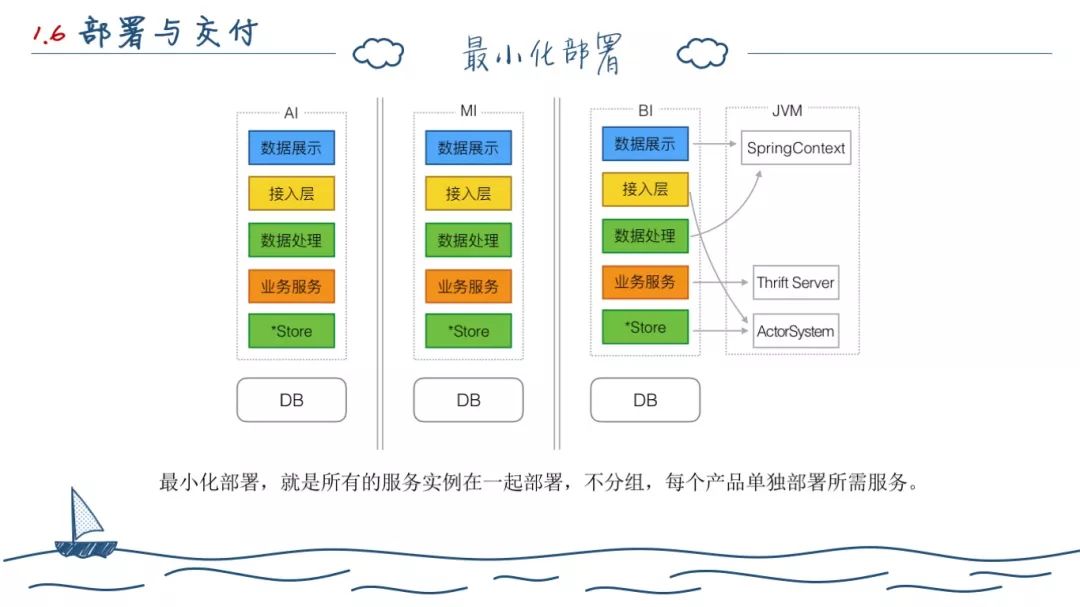 1.6 部署与交付
最小化部署
AI
数据展示
接入层
数据处理
业务服务
*Store
DB
MI
数据展示
接入层
数据处理
业务服务
*Store
DB
BI
数据展示
接入层
数据处理
业务服务
*Store
DB
JVM
SpringContext
Thrift Server
ActorSystem
最小化部署，就是所有的服务实例在一起部署，不分组，每个产品单独部署所需服务。